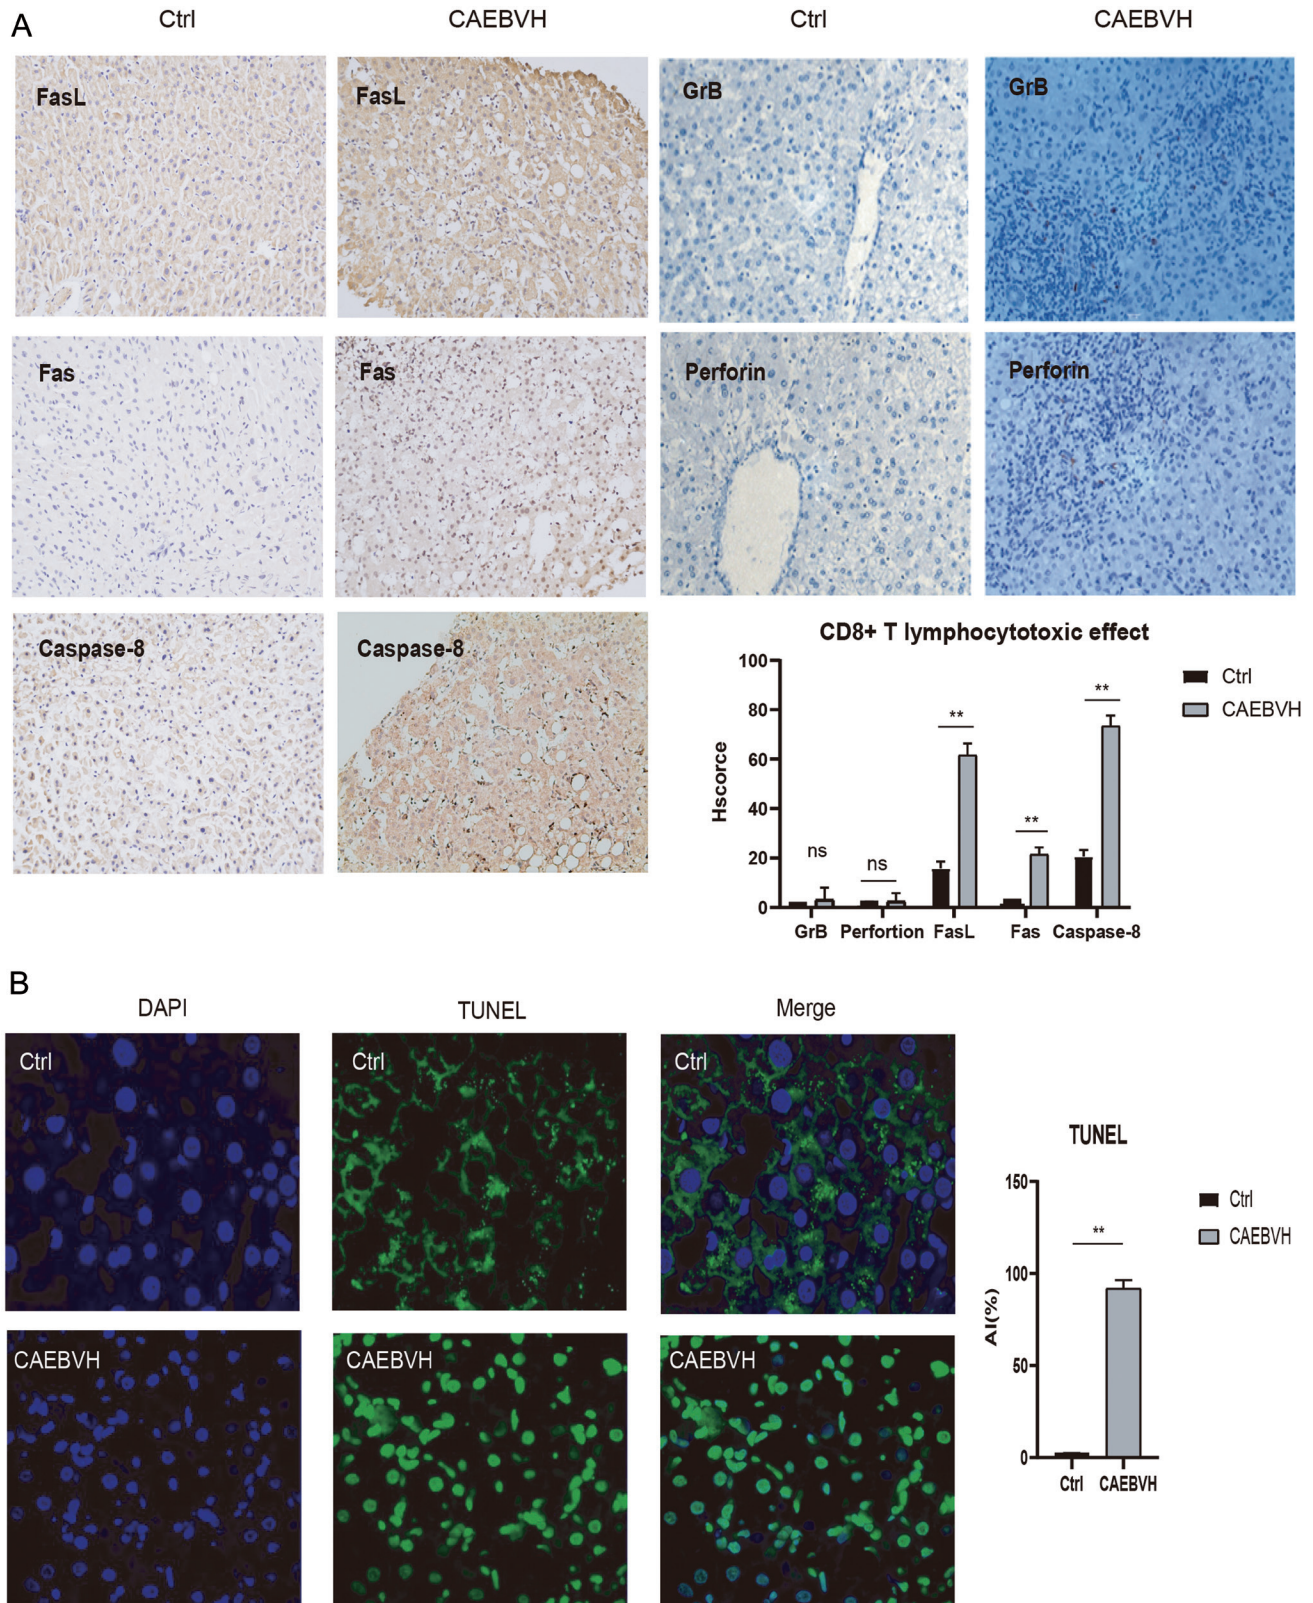 A
Ctrl
CAEBVH
Ctrl
CAEBVH
FasL
FasL
GrB
GrB
Fas
Fas
Perforin
Perforin
Caspase-8
Caspase-8
CD8+ T lymphocytotoxic effect
100
80
60
40
20
0
Hscorce
ns
ns
**
**
**
GrB
Perfortion
FasL
Fas
Caspase-8
Ctrl
CAEBVH
B
DAPI
TUNEL
Merge
Ctrl
Ctrl
Ctrl
CAEBVH
CAEBVH
CAEBVH
TUNEL
150
100
50
0
AI(%)
**
Ctrl
CAEBVH
Ctrl
CAEBVH